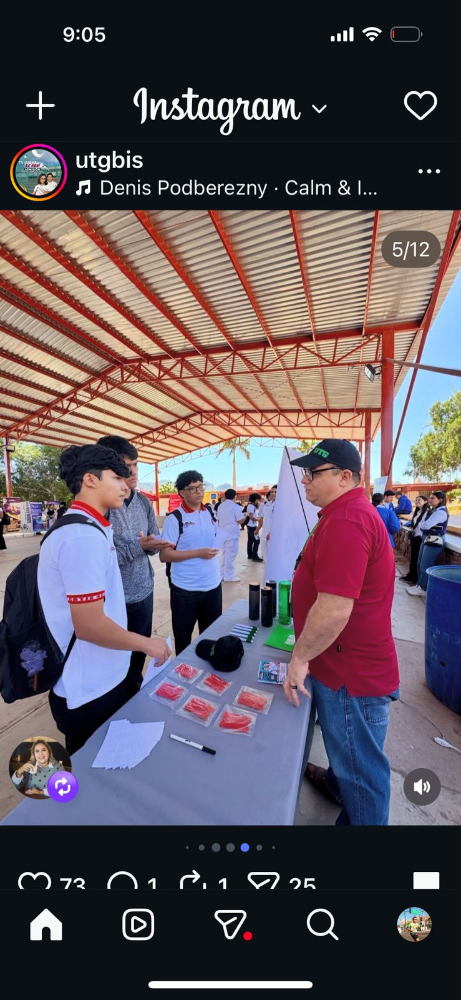 9:05
Instagram
utgbis
Denis Podberezny · Calm & I...
5/12
UTG
73
1
1
25